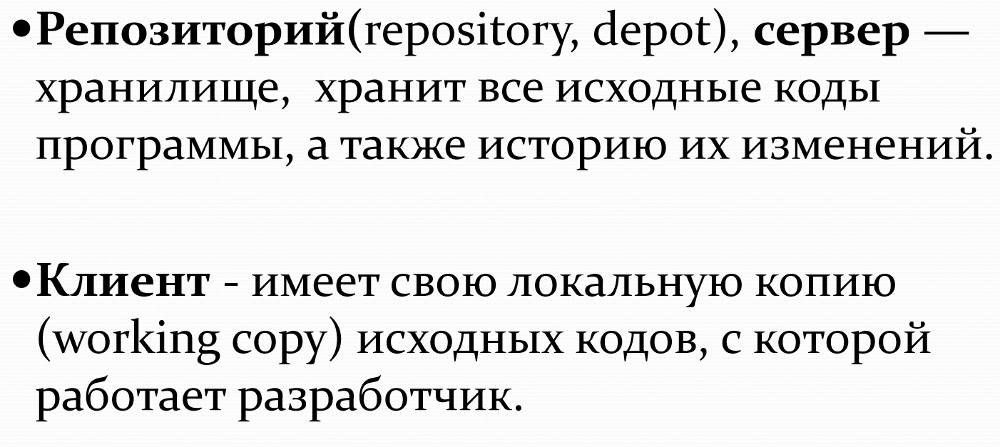 •Репозиторий(repository, depot), сервер —
хранилище,  хранит все исходные коды
программы, а также историю их изменений.
•Клиент - имеет свою локальную копию
(working copy) исходных кодов, с которой
работает разработчик.